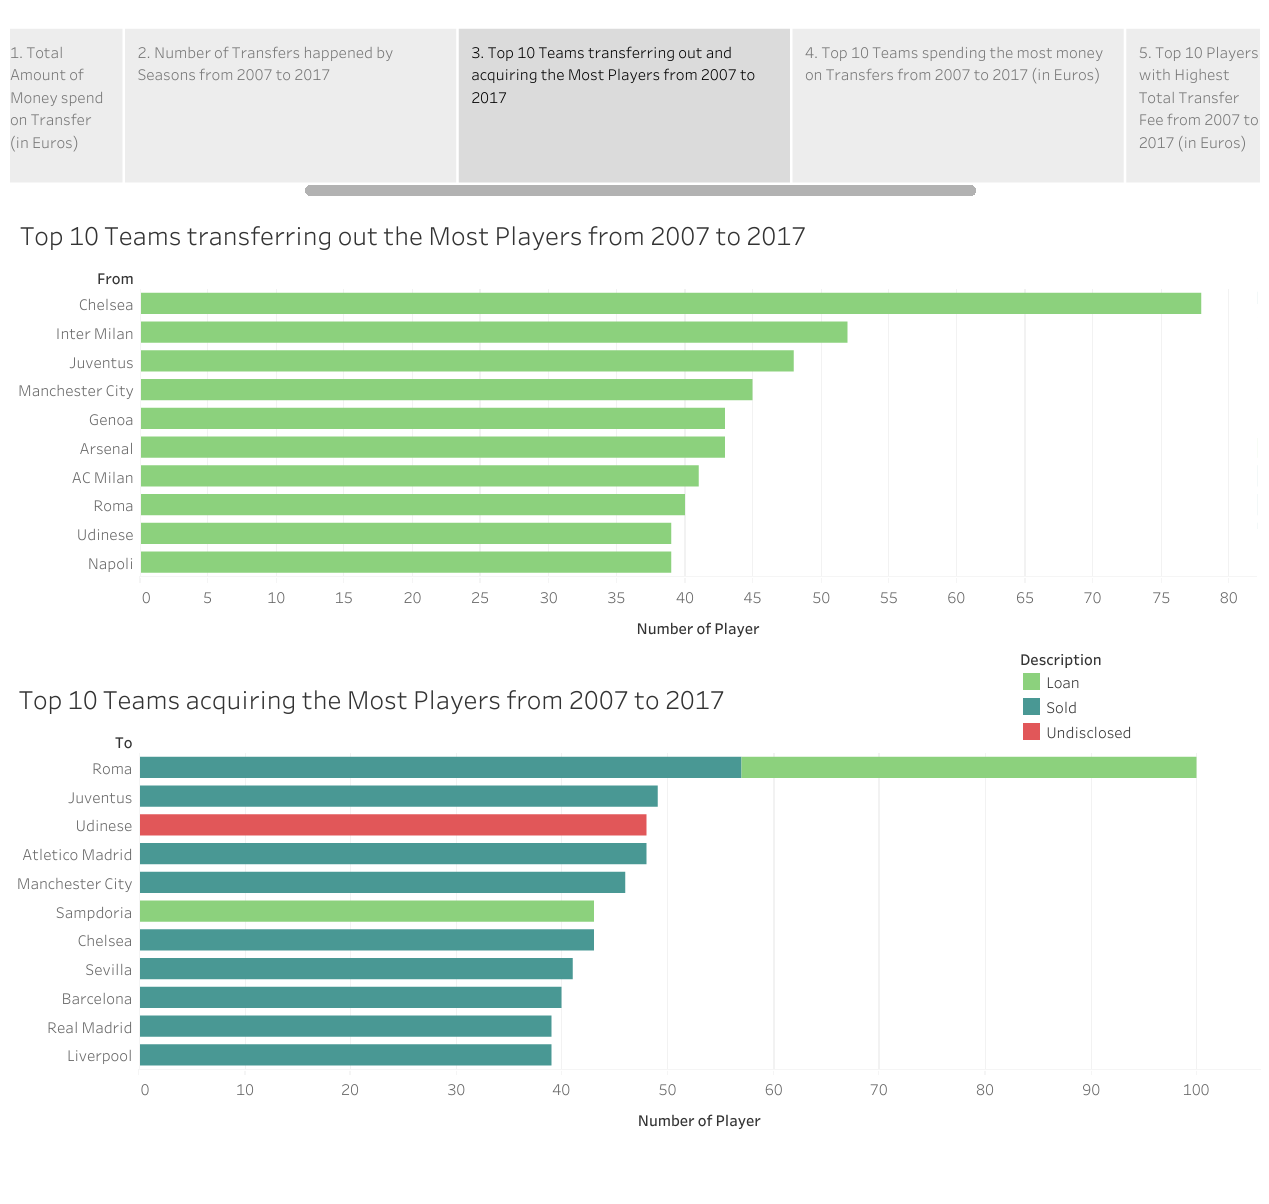 1. Total
Amount of
Money spend
on Transfer
(in Euros)
2. Number of Transfers happened by
Seasons from 2007 to 2017
3. Top 10 Teams transferring out and
acquiring the Most Players from 2007 to
2017
4. Top 10 Teams spending the most money
on Transfers from 2007 to 2017 (in Euros)
5. Top 10 Players
with Highest
Total Transfer
Fee from 2007 to
2017 (in Euros)
Top 10 Teams transferring out the Most Players from 2007 to 2017
From
Chelsea
Inter Milan
Juventus
Manchester City
Genoa
Arsenal
AC Milan
Roma
Udinese
Napoli
0 5 10 15 20 25 30 35 40 45 50 55 60 65 70 75 80
Number of Player
Description
Loan
Sold
Undisclosed
Top 10 Teams acquiring the Most Players from 2007 to 2017
To
Roma
Juventus
Udinese
Atletico Madrid
Manchester City
Sampdoria
Chelsea
Sevilla
Barcelona
Real Madrid
Liverpool
0 10 20 30 40 50 60 70 80 90 100
Number of Player